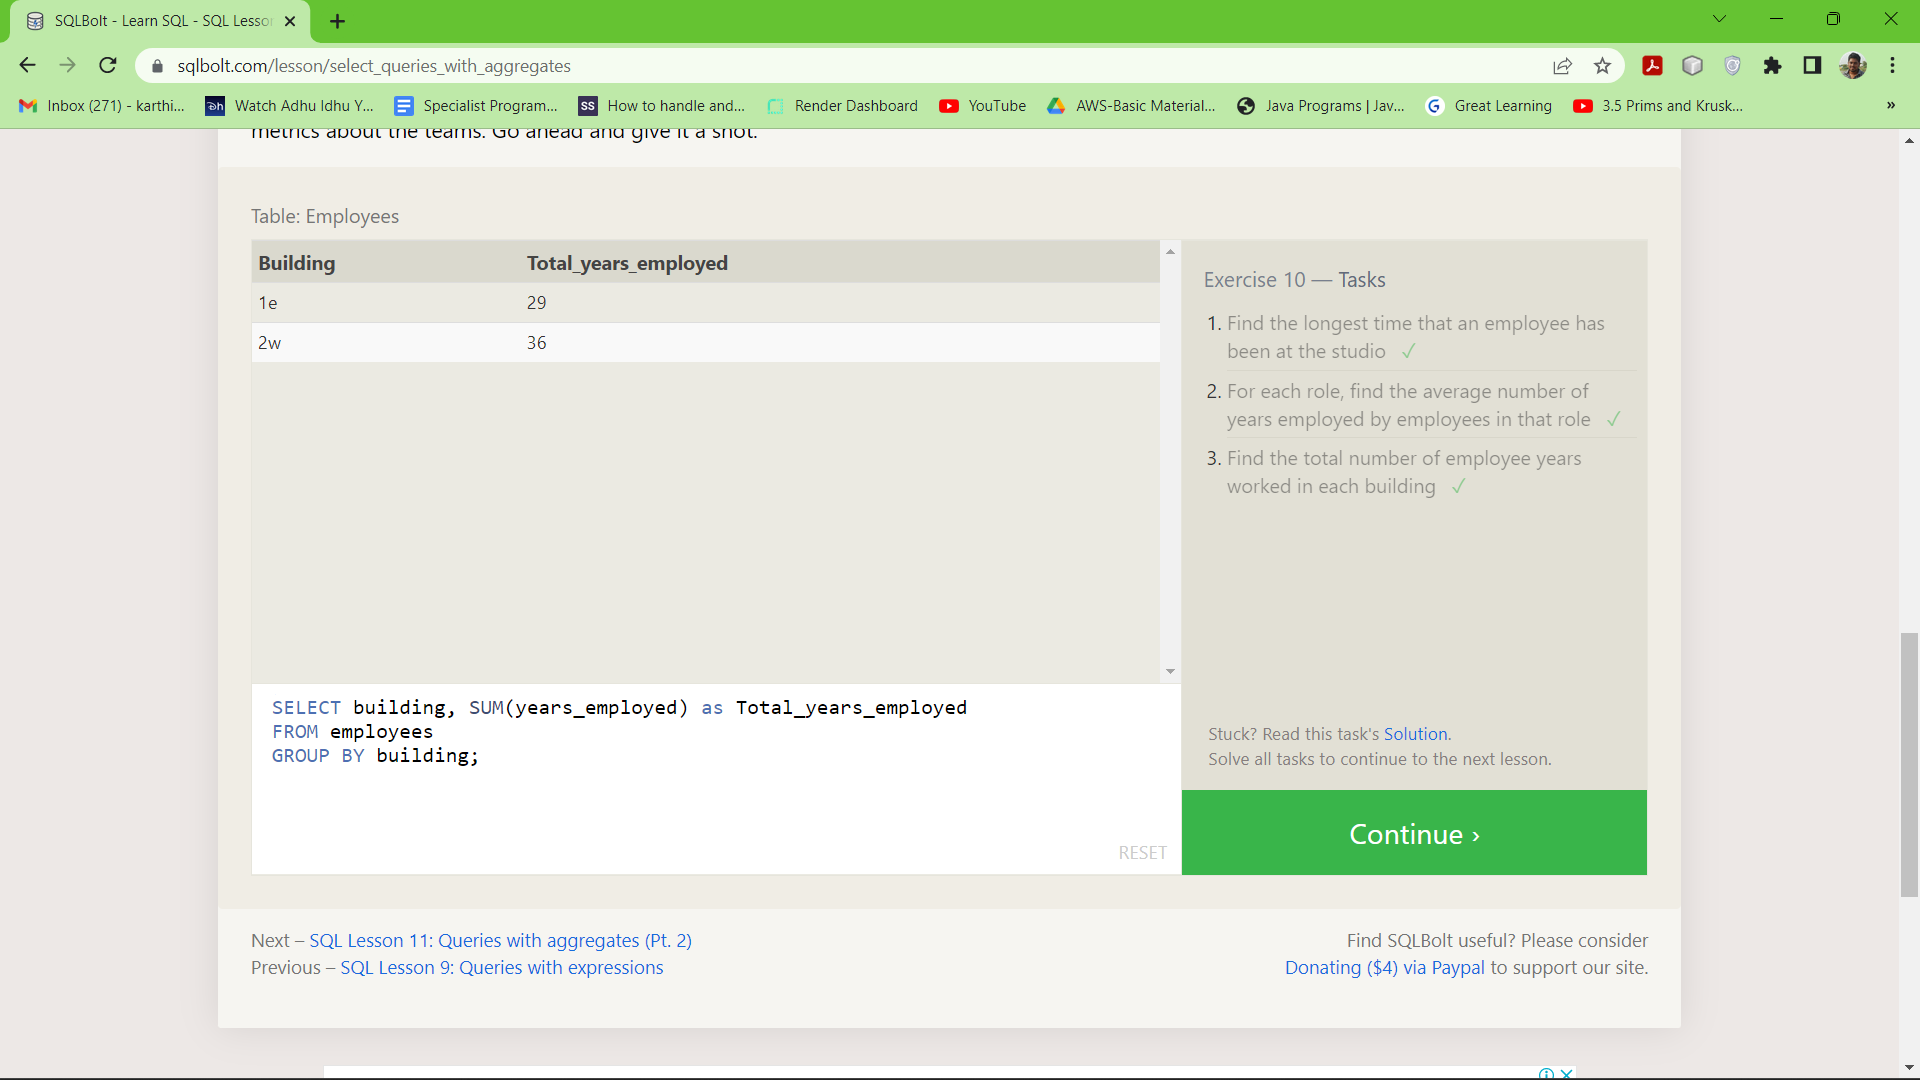 SQLBolt - Learn SQL - SQL Lesson
sqlbolt.com/lesson/select_queries_with_aggregates
Inbox (271) - karthi...
Watch Adhu Idhu Y...
Specialist Program...
How to handle and...
Render Dashboard
YouTube
AWS-Basic Material...
Java Programs | Jav...
Great Learning
3.5 Prims and Krusk...
»
metrics about the teams. Go ahead and give it a shot.
Table: Employees
Building Total_years_employed
1e 29
2w 36
Exercise 10 — Tasks
1. Find the longest time that an employee has
been at the studio ✓
2. For each role, find the average number of
years employed by employees in that role ✓
3. Find the total number of employee years
worked in each building ✓
SELECT building, SUM(years_employed) as Total_years_employed
FROM employees
GROUP BY building;
RESET
Stuck? Read this task's Solution.
Solve all tasks to continue to the next lesson.
Continue ›
Next – SQL Lesson 11: Queries with aggregates (Pt. 2)
Previous – SQL Lesson 9: Queries with expressions
Find SQLBolt useful? Please consider
Donating ($4) via Paypal to support our site.